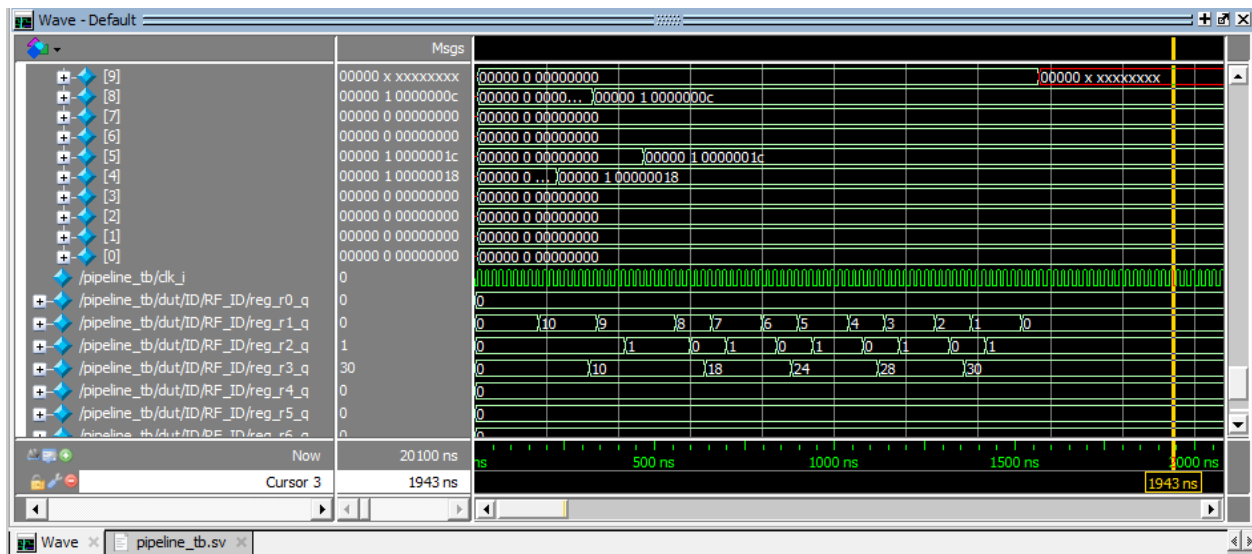 Wave - Default
Msgs
[9] 00000 x xxxxxxxx 00000 0 00000000 00000 x xxxxxxxx
[8] 00000 1 0000000c 00000 0 0000... 00000 1 0000000c
[7] 00000 0 00000000 00000 0 00000000
[6] 00000 0 00000000 00000 0 00000000
[5] 00000 1 0000001c 00000 0 00000000 00000 1 0000001c
[4] 00000 1 00000018 00000 0 ... 00000 1 00000018
[3] 00000 0 00000000 00000 0 00000000
[2] 00000 0 00000000 00000 0 00000000
[1] 00000 0 00000000 00000 0 00000000
[0] 00000 0 00000000 00000 0 00000000
/pipeline_tb/clk_i 0
/pipeline_tb/dut/ID/RF_ID/reg_r0_q 0 0
/pipeline_tb/dut/ID/RF_ID/reg_r1_q 0 0 10 9 8 7 6 5 4 3 2 1 0
/pipeline_tb/dut/ID/RF_ID/reg_r2_q 1 0 1 0 1 0 1 0 1 0 1
/pipeline_tb/dut/ID/RF_ID/reg_r3_q 30 0 10 18 24 28 30
/pipeline_tb/dut/ID/RF_ID/reg_r4_q 0 0
/pipeline_tb/dut/ID/RF_ID/reg_r5_q 0 0
/pipeline_tb/dut/ID/RF_ID/reg_r6_q 0 0
Now 20100 ns ns 500 ns 1000 ns 1500 ns 2000 ns
Cursor 3 1943 ns 1943 ns
Wave pipeline_tb.sv